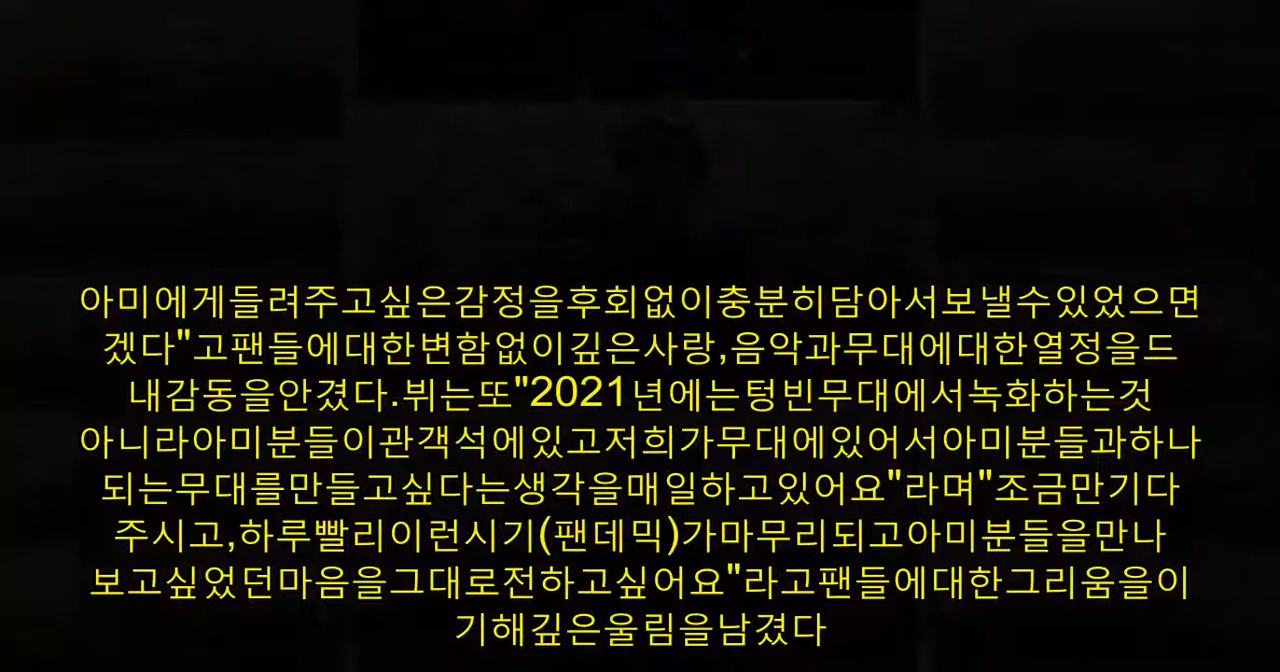 아미에게들려주고싶은감정을후회없이충분히담아서보낼수있었으면
겠다"고팬들에대한변함없이깊은사랑,음악과무대에대한열정을드
내감동을안겼다.뷔는또"2021년에는텅빈무대에서녹화하는것
아니라아미분들이관객석에있고저희가무대에있어서아미분들과하나
되는무대를만들고싶다는생각을매일하고있어요"라며"조금만기다
주시고,하루빨리이런시기(팬데믹)가마무리되고아미분들을만나
보고싶었던마음을그대로전하고싶어요"라고팬들에대한그리움을이
기해깊은울림을남겼다